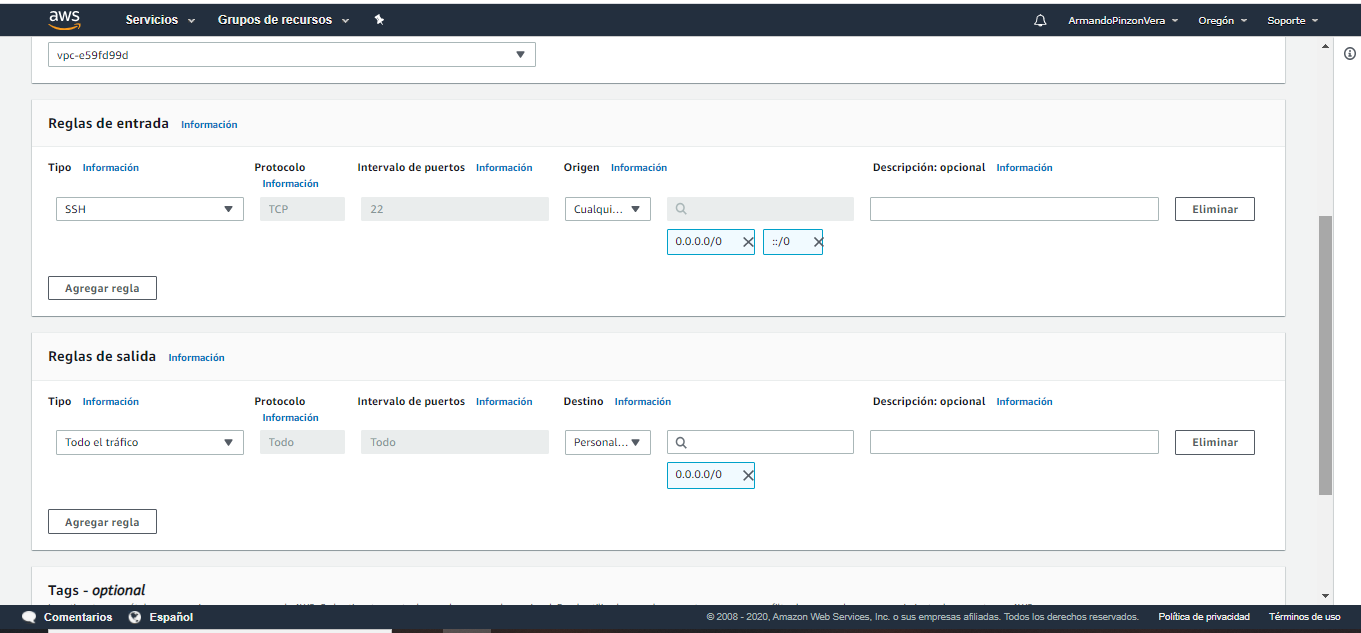 aws Servicios Grupos de recursos ArmandoPinzonVera Oregón Soporte
vpc-e59fd99d
Reglas de entrada Información
Tipo Información Protocolo Información Intervalo de puertos Información Origen Información Descripción: opcional Información
SSH TCP 22 Cualqui... Eliminar
0.0.0.0/0 ::/0
Agregar regla
Reglas de salida Información
Tipo Información Protocolo Información Intervalo de puertos Información Destino Información Descripción: opcional Información
Todo el tráfico Todo Todo Personal... Eliminar
0.0.0.0/0
Agregar regla
Tags - optional
Comentarios Español © 2008 - 2020, Amazon Web Services, Inc. o sus empresas afiliadas. Todos los derechos reservados. Política de privacidad Términos de uso